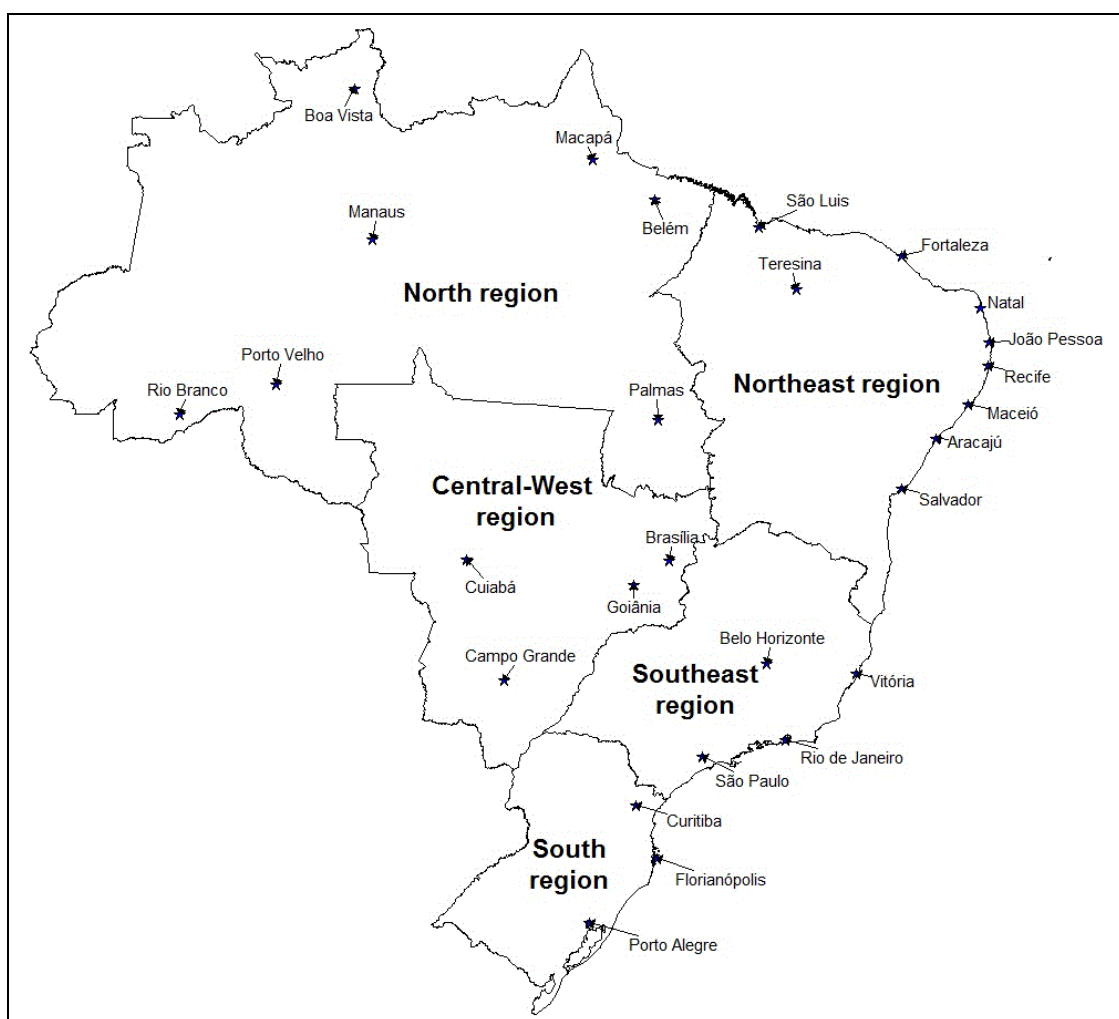 Boa Vista
Macapá
São Luis
Manaus
Belém
Fortaleza
Teresina
North region
Natal
João Pessoa
Porto Velho
Recife
Rio Branco
Palmas
Northeast region
Maceió
Aracajú
Central-West
region
Salvador
Brasília
Cuiabá
Goiânia
Belo Horizonte
Campo Grande
Southeast
region
Vitória
Rio de Janeiro
São Paulo
Curitiba
South
region
Florianópolis
Porto Alegre